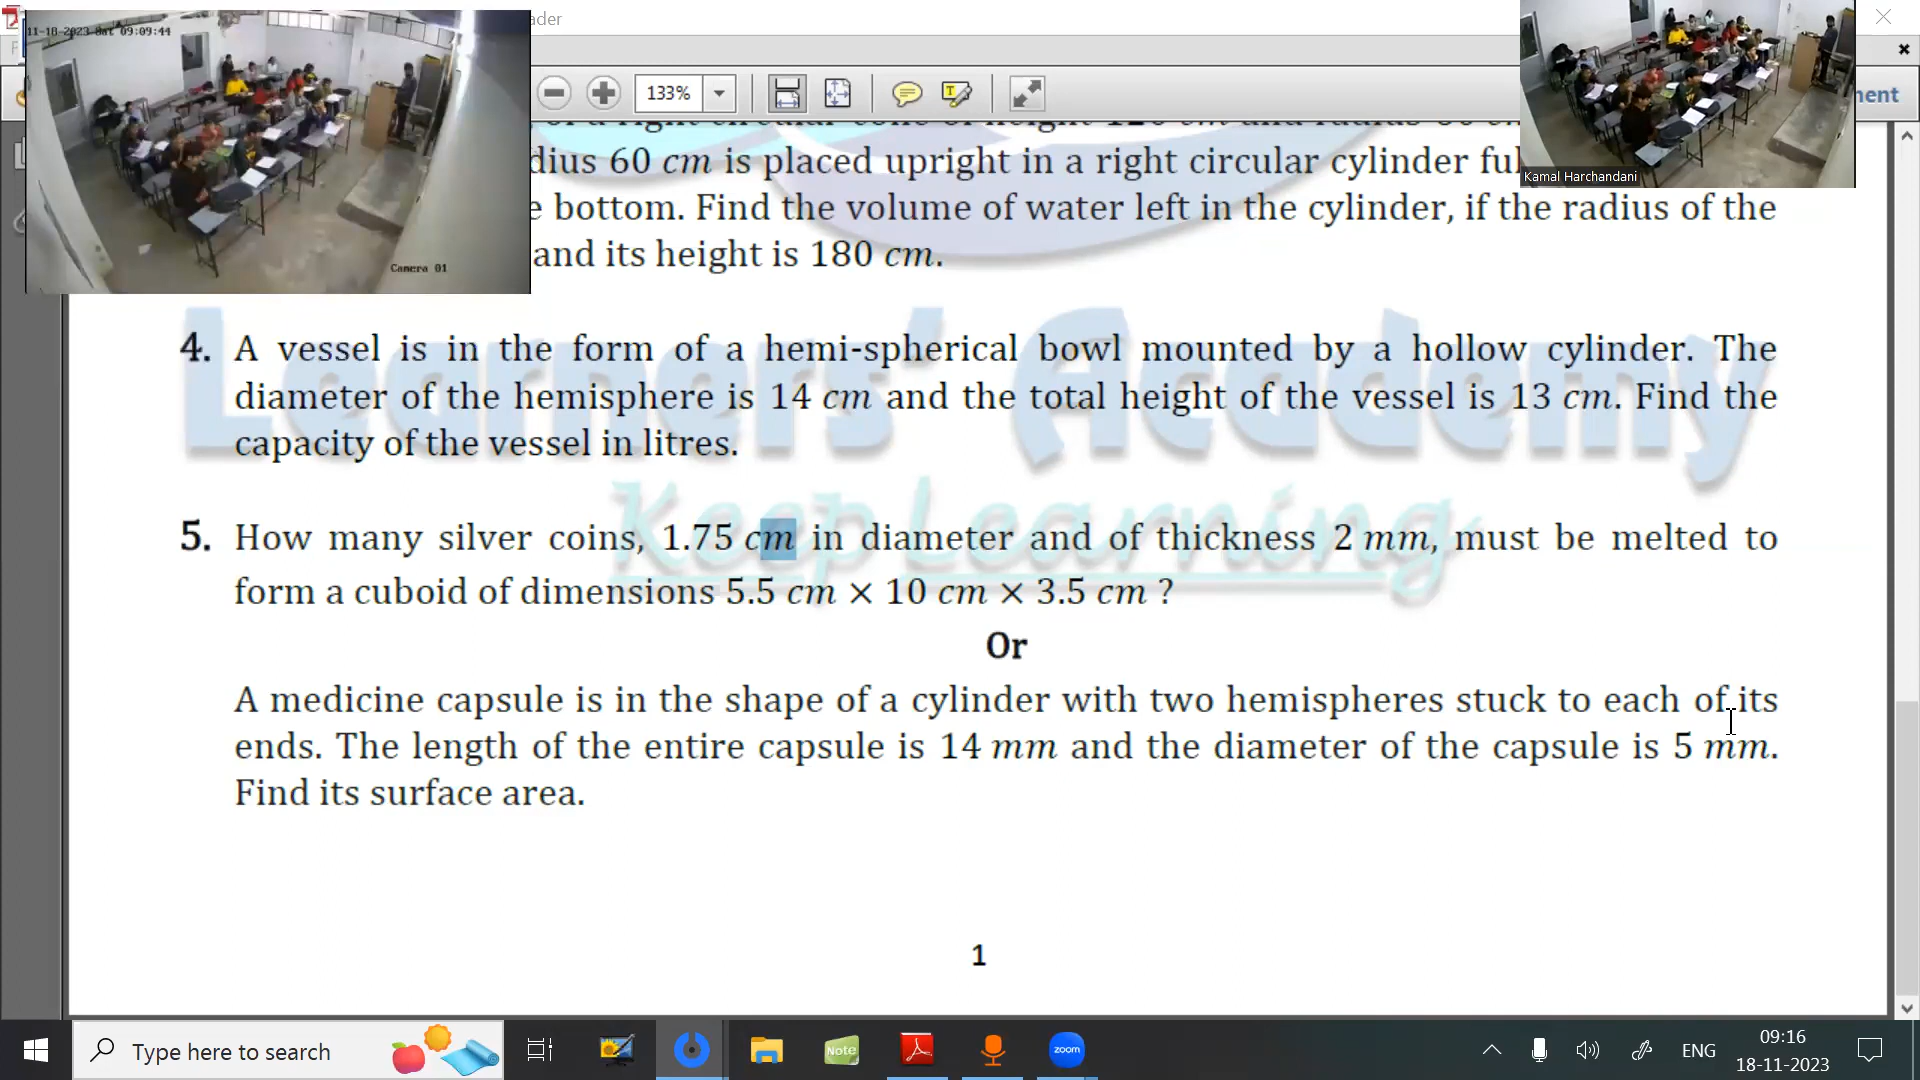 11-18-2023 Sat 09:09:44
ader
133%
ment
Kamal Harchandani
Camera 01
dius 60 cm is placed upright in a right circular cylinder ful
e bottom. Find the volume of water left in the cylinder, if the radius of the
and its height is 180 cm.
Learners' Academy
Keep Learning
4. A vessel is in the form of a hemi-spherical bowl mounted by a hollow cylinder. The
diameter of the hemisphere is 14 cm and the total height of the vessel is 13 cm. Find the
capacity of the vessel in litres.
5. How many silver coins, 1.75 cm in diameter and of thickness 2 mm, must be melted to
form a cuboid of dimensions 5.5 cm × 10 cm × 3.5 cm ?
Or
A medicine capsule is in the shape of a cylinder with two hemispheres stuck to each of its
ends. The length of the entire capsule is 14 mm and the diameter of the capsule is 5 mm.
Find its surface area.
1
Type here to search
Note
zoom
ENG
09:16
18-11-2023